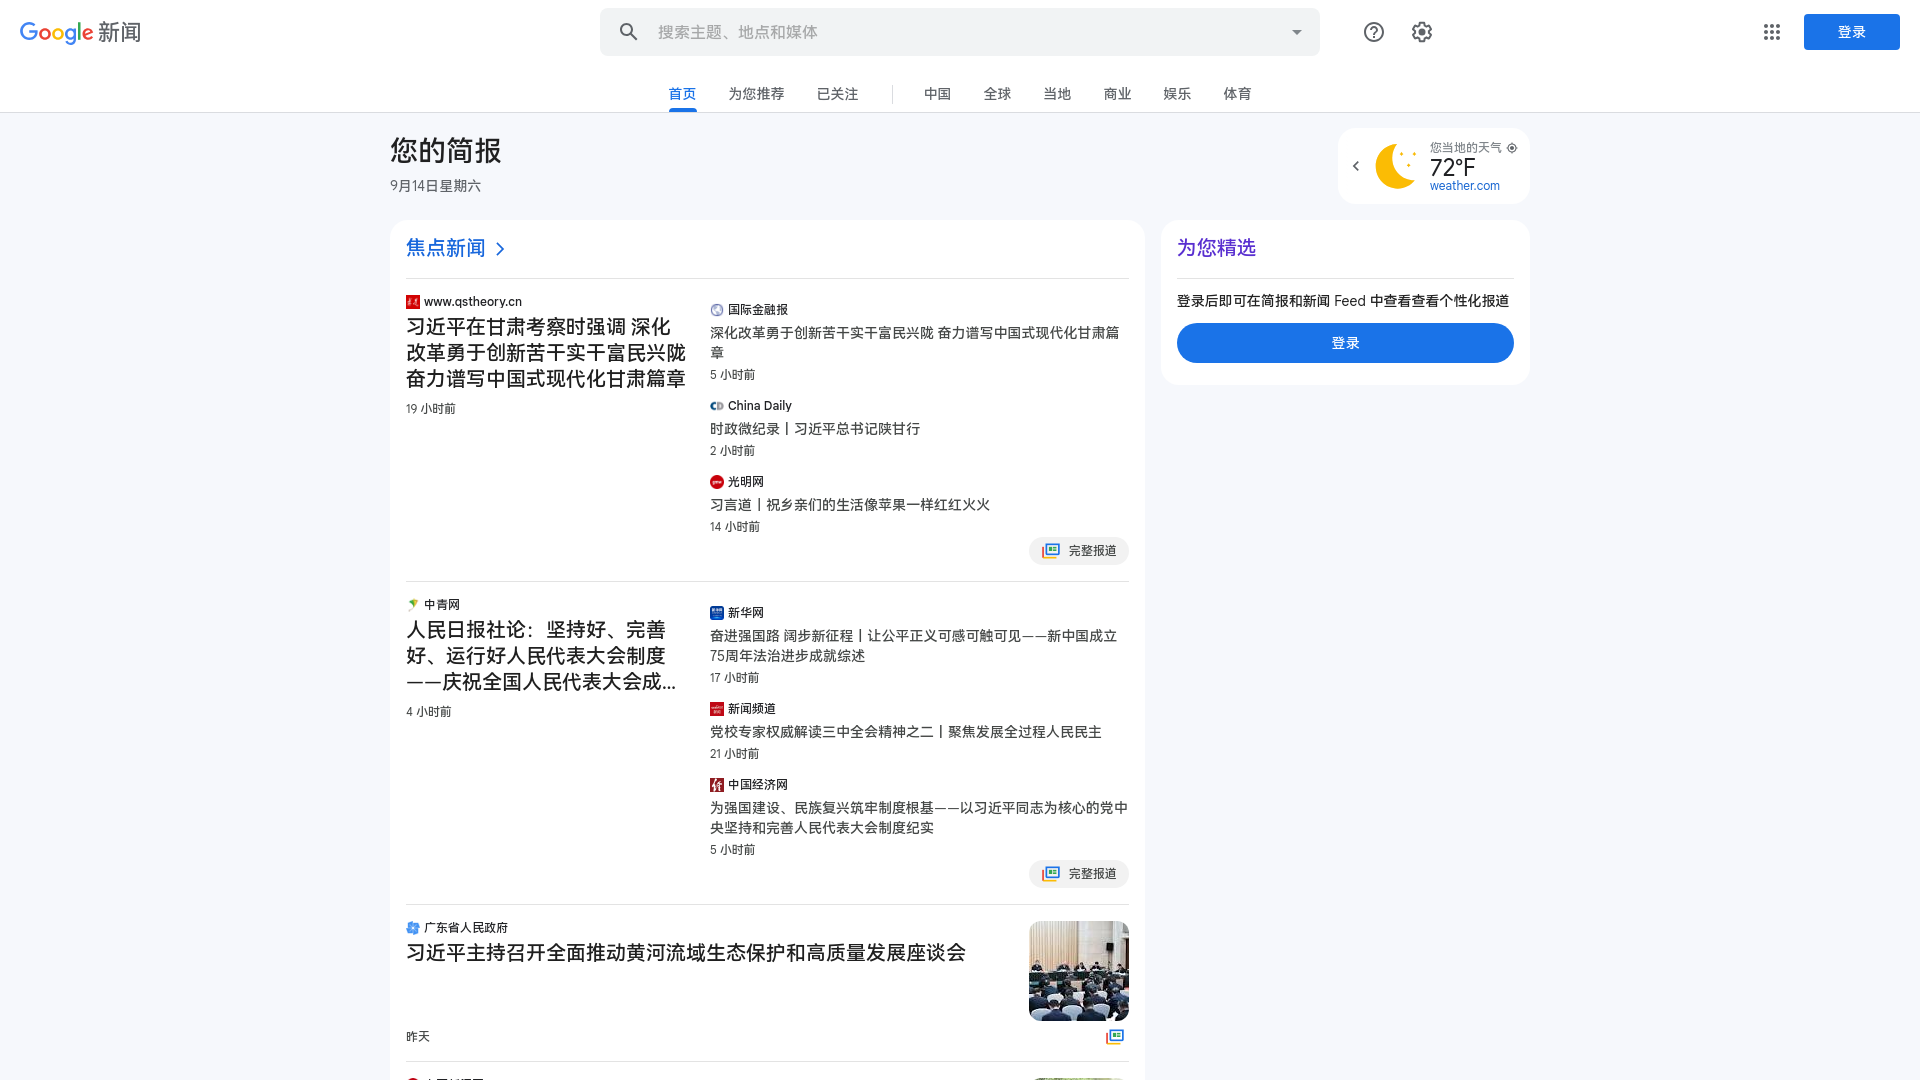 Google 新闻
搜索主题、地点和媒体
登录
首页
为您推荐
已关注
中国
全球
当地
商业
娱乐
体育
您的简报
9月14日星期六
您当地的天气
72°F
weather.com
焦点新闻
www.qstheory.cn
习近平在甘肃考察时强调 深化
改革勇于创新苦干实干富民兴陇
奋力谱写中国式现代化甘肃篇章
19 小时前
国际金融报
深化改革勇于创新苦干实干富民兴陇 奋力谱写中国式现代化甘肃篇
章
5 小时前
China Daily
时政微纪录丨习近平总书记陕甘行
2 小时前
光明网
习言道丨祝乡亲们的生活像苹果一样红红火火
14 小时前
完整报道
中青网
人民日报社论：坚持好、完善
好、运行好人民代表大会制度
——庆祝全国人民代表大会成...
4 小时前
新华网
奋进强国路 阔步新征程丨让公平正义可感可触可见——新中国成立
75周年法治进步成就综述
17 小时前
新闻频道
党校专家权威解读三中全会精神之二丨聚焦发展全过程人民民主
21 小时前
中国经济网
为强国建设、民族复兴筑牢制度根基——以习近平同志为核心的党中
央坚持和完善人民代表大会制度纪实
5 小时前
完整报道
广东省人民政府
习近平主持召开全面推动黄河流域生态保护和高质量发展座谈会
昨天
为您精选
登录后即可在简报和新闻 Feed 中查看查看个性化报道
登录